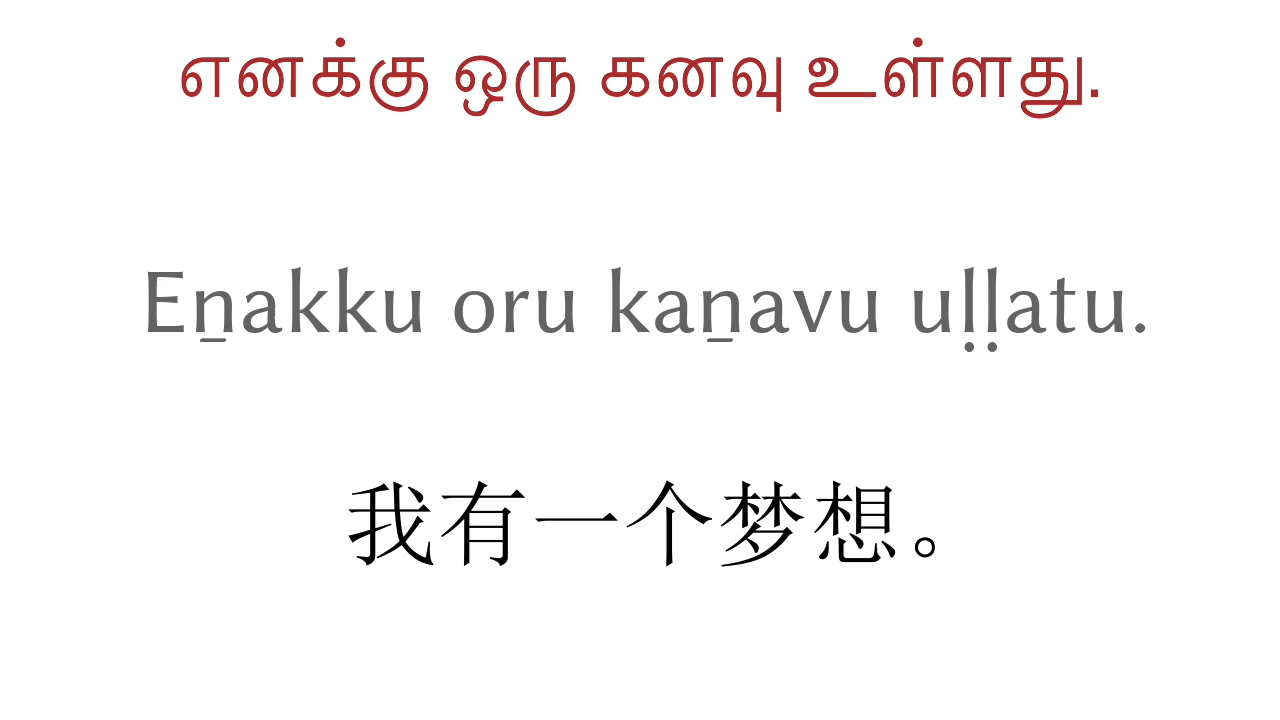 எனக்கு ஒரு கனவு உள்ளது.
Eṉakku oru kaṉavu uḷḷatu.
我有一个梦想。